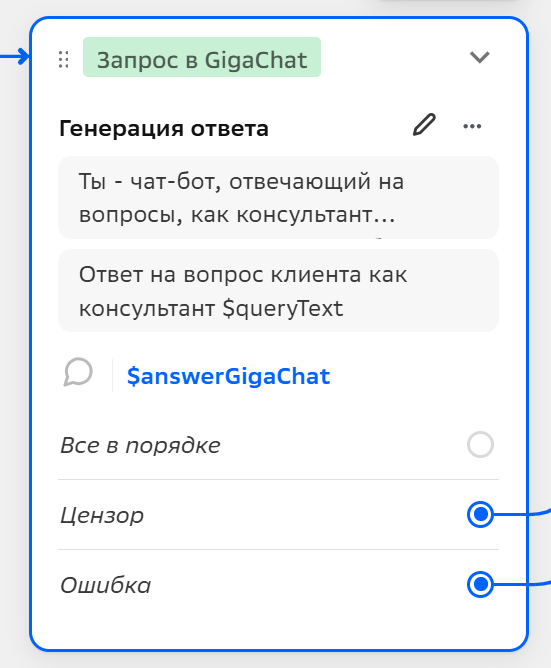 Запрос в GigaChat
Генерация ответа
Ты - чат-бот, отвечающий на
вопросы, как консультант...
Ответ на вопрос клиента как
консультант $queryText
$answerGigaChat
Все в порядке
Цензор
Ошибка